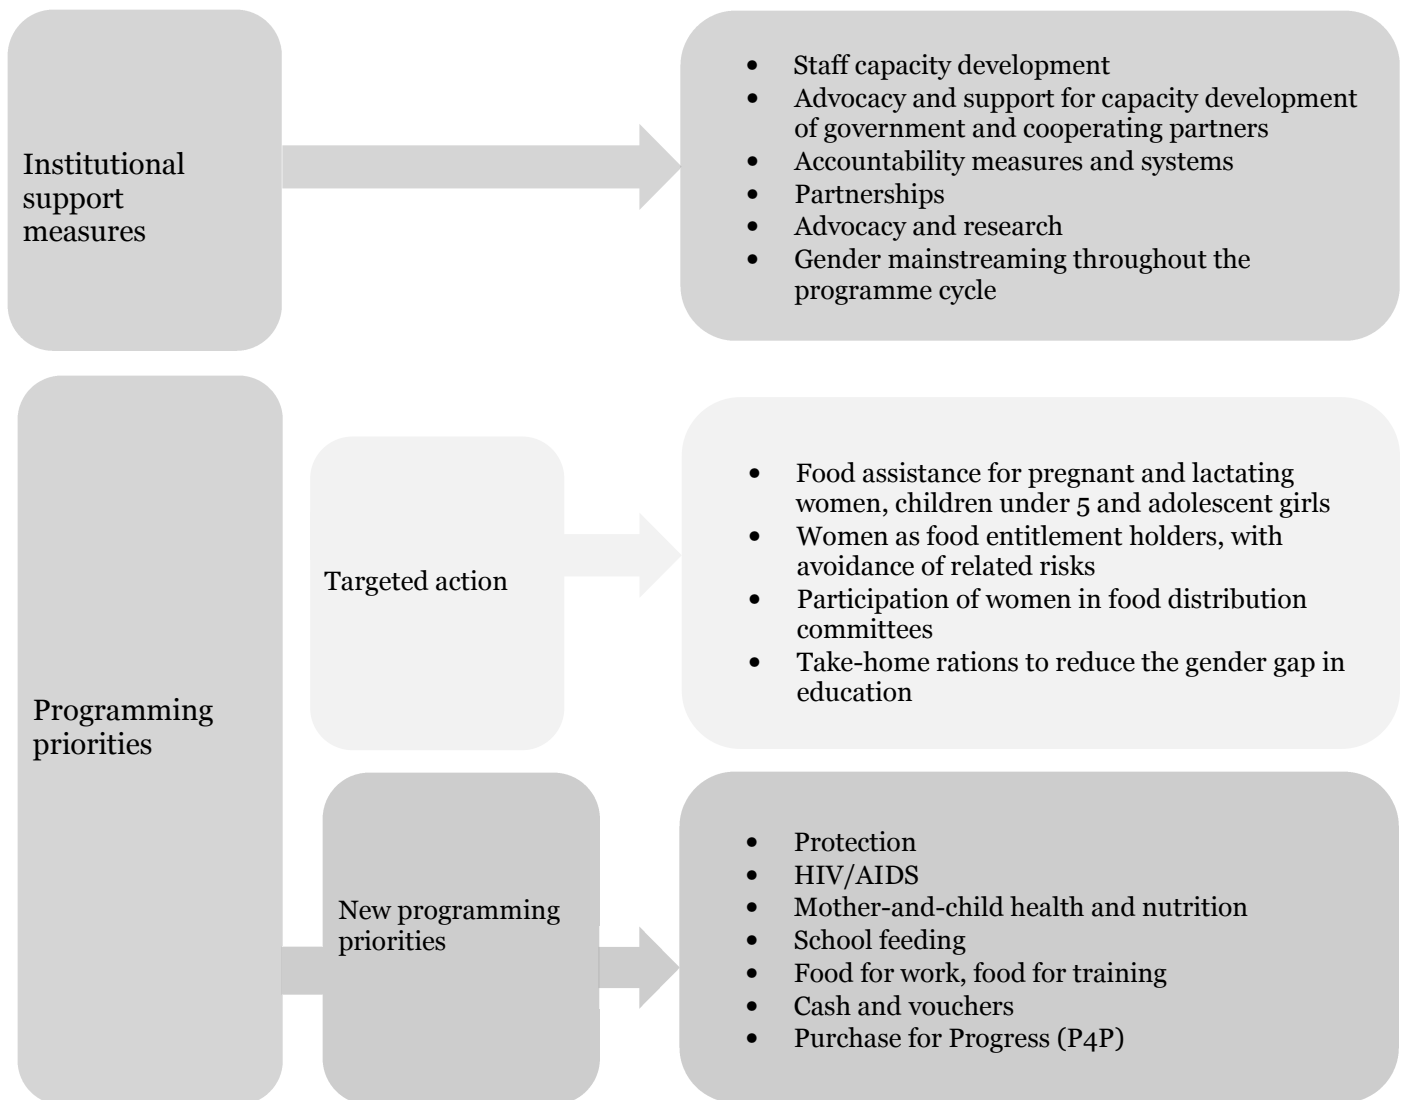 Institutional
support
measures
• Staff capacity development
• Advocacy and support for capacity development
of government and cooperating partners
• Accountability measures and systems
• Partnerships
• Advocacy and research
• Gender mainstreaming throughout the
programme cycle
Programming
priorities
Targeted action
• Food assistance for pregnant and lactating
women, children under 5 and adolescent girls
• Women as food entitlement holders, with
avoidance of related risks
• Participation of women in food distribution
committees
• Take-home rations to reduce the gender gap in
education
New programming
priorities
• Protection
• HIV/AIDS
• Mother-and-child health and nutrition
• School feeding
• Food for work, food for training
• Cash and vouchers
• Purchase for Progress (P4P)